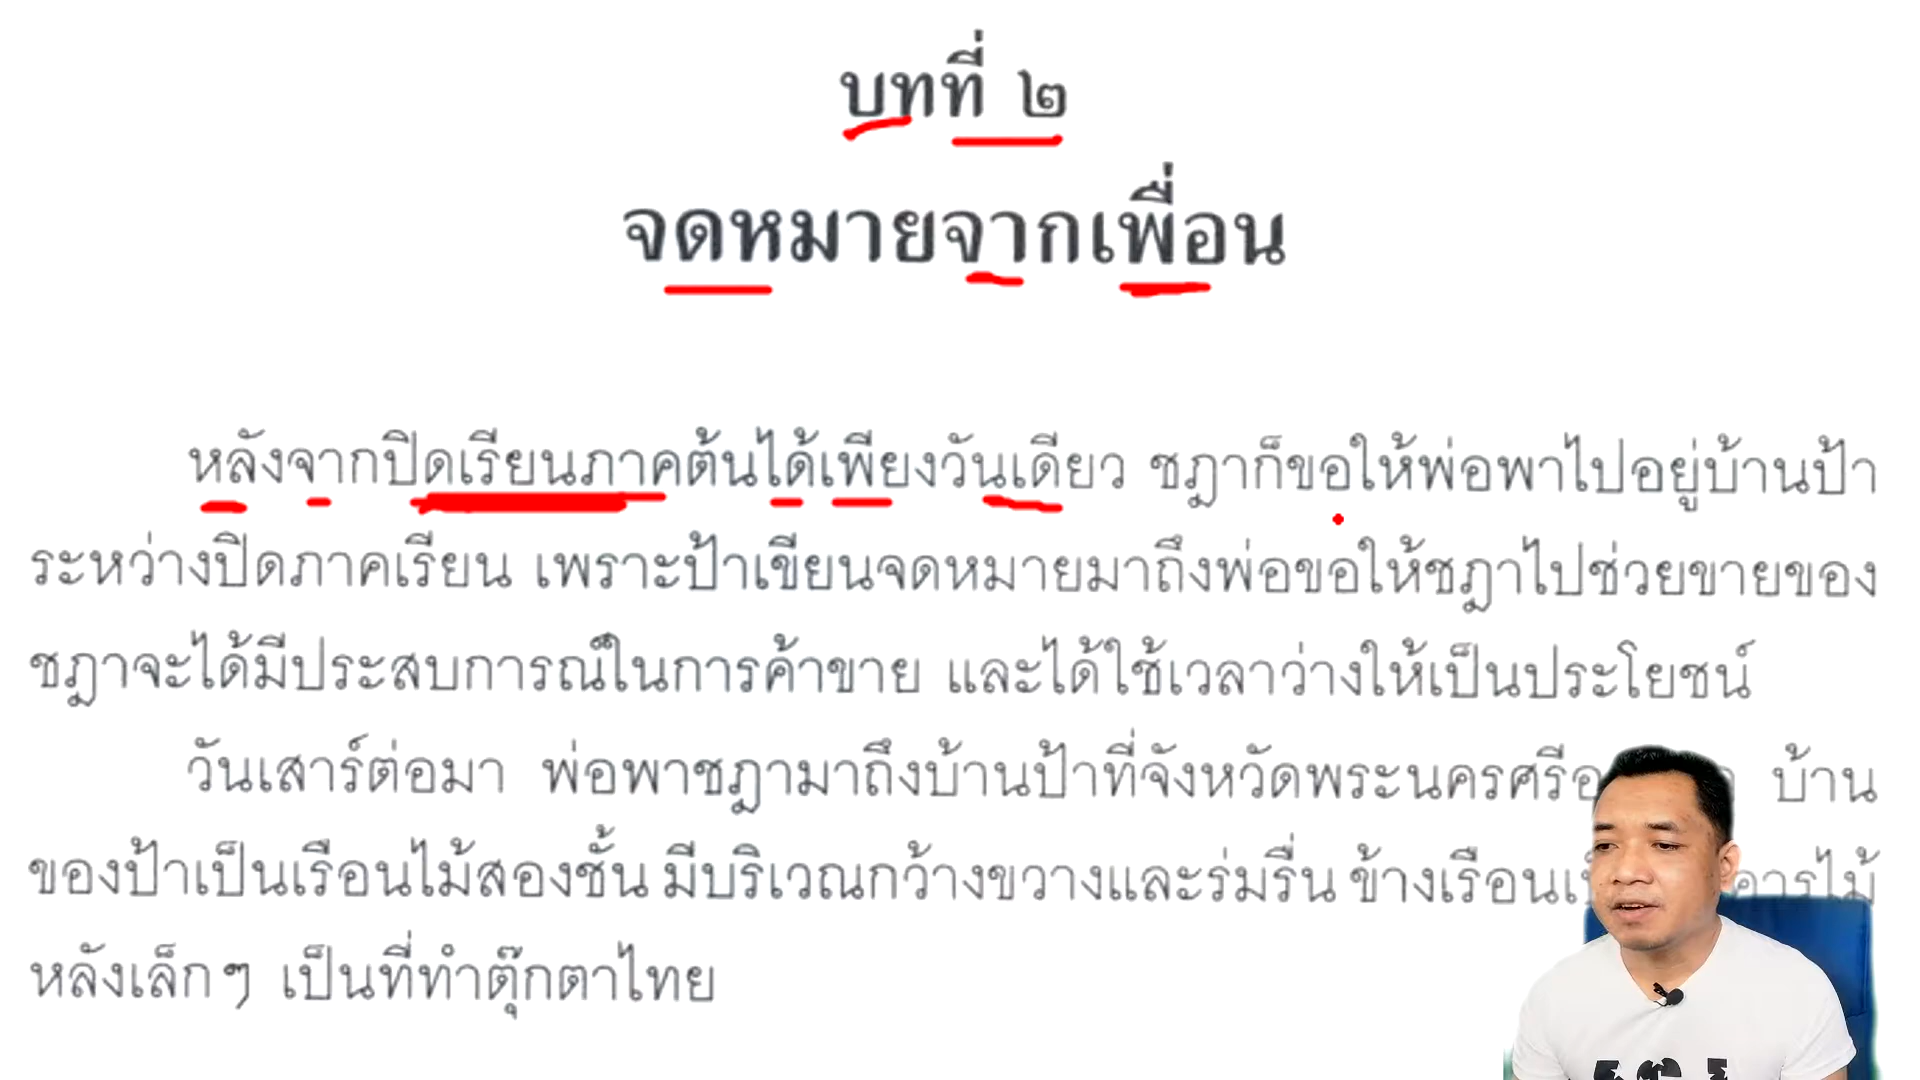 บทที่ ๒
จดหมายจากเพื่อน
หลังจากปิดเรียนภาคต้นได้เพียงวันเดียว ชฎาก็ขอให้พ่อพาไปอยู่บ้านป้า
ระหว่างปิดภาคเรียน เพราะป้าเขียนจดหมายมาถึงพ่อขอให้ชฎาไปช่วยขายของ
ชฎาจะได้มีประสบการณ์ในการค้าขาย และได้ใช้เวลาว่างให้เป็นประโยชน์
วันเสาร์ต่อมา พ่อพาชฎามาถึงบ้านป้าที่จังหวัดพระนครศรี บ้าน
ของป้าเป็นเรือนไม้สองชั้น มีบริเวณกว้างขวางและร่มรื่น ข้างเรือน ไม้
หลังเล็กๆ เป็นที่ทำตุ๊กตาไทย